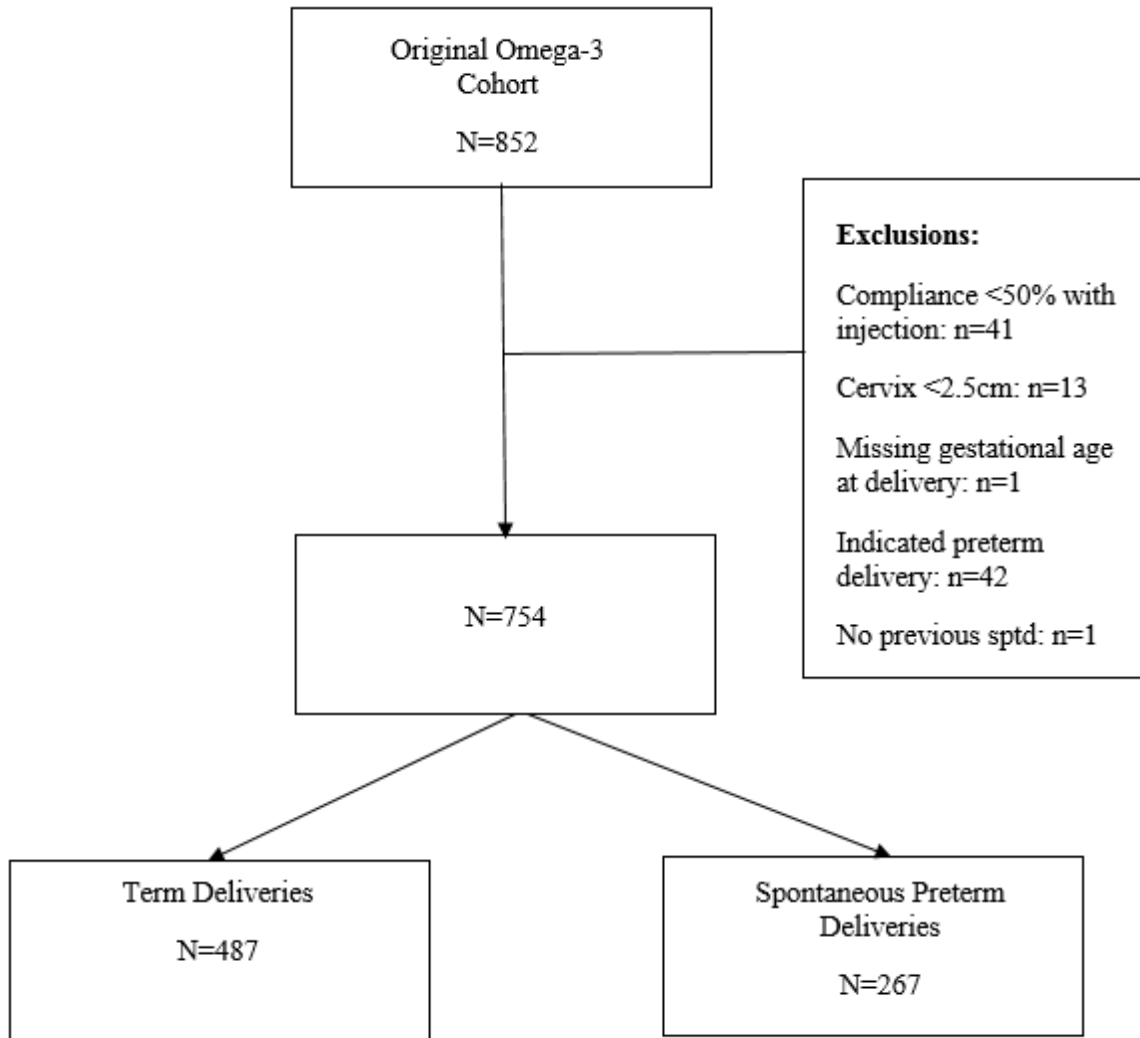 Original Omega-3
Cohort
N=852
Exclusions:
Compliance <50% with
injection: n=41
Cervix <2.5cm: n=13
Missing gestational age
at delivery: n=1
Indicated preterm
delivery: n=42
No previous sptd: n=1
N=754
Term Deliveries
N=487
Spontaneous Preterm
Deliveries
N=267